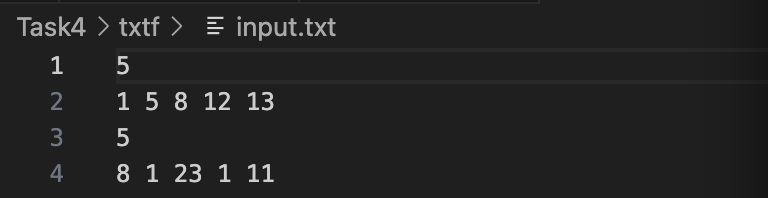 Task4 > txtf > input.txt
1 5
2 1 5 8 12 13
3 5
4 8 1 23 1 11